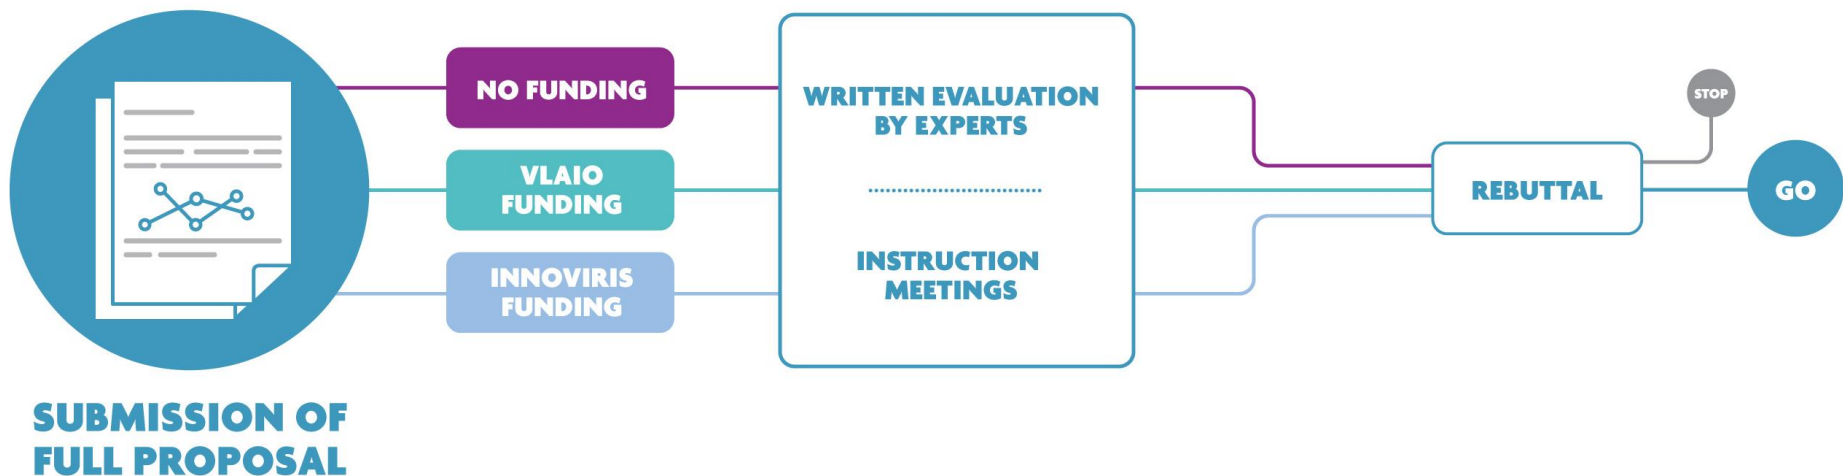 SUBMISSION OF
FULL PROPOSAL
NO FUNDING
VLAIO
FUNDING
INNOVIRIS
FUNDING
WRITTEN EVALUATION
BY EXPERTS
INSTRUCTION
MEETINGS
REBUTTAL
STOP
GO